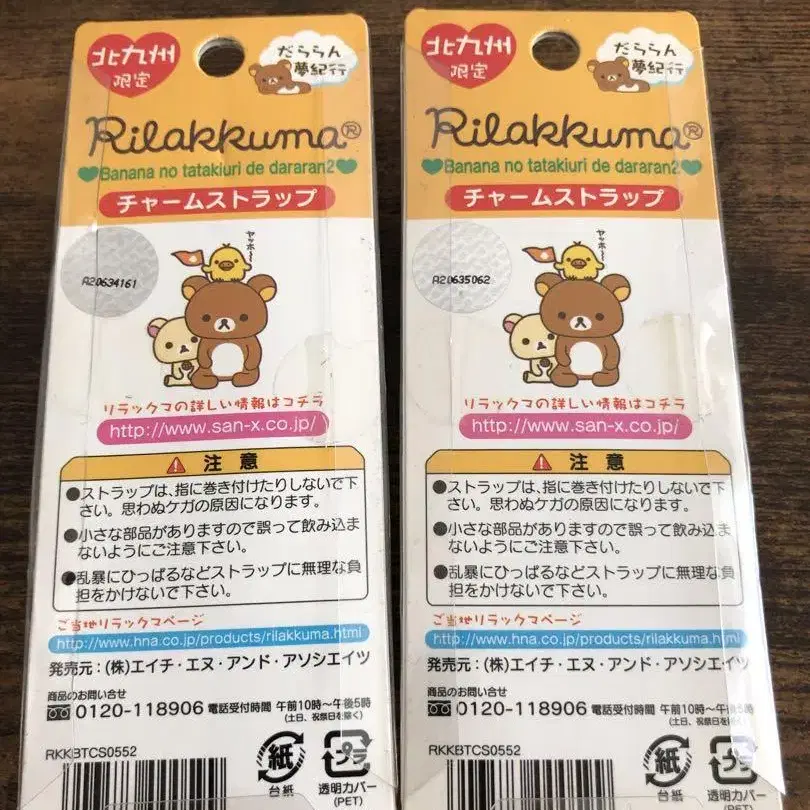 北九州
限定
だららん
夢紀行
Rilakkuma®
Banana no tatakiuri de dararan2
チャームストラップ
A20634161
ヤッホー
リラックマの詳しい情報はコチラ
http://www.san-x.co.jp/
注意
●ストラップは、指に巻き付けたりしないで下
さい。思わぬケガの原因になります。
●小さな部品がありますので誤って飲み込ま
ないようにご注意下さい。
●乱暴にひっぱるなどストラップに無理な負
担をかけないで下さい。
ご当地リラックマページ
http://www.hna.co.jp/products/rilakkuma.html
発売元：(株)エイチ・エヌ・アンド・アソシエイツ
商品のお問い合せ
0120-118906 電話受付時間 午前10時～午後5時
(土日、祝祭日を除く)
RKKBTCS0552
紙
台紙
プラ
透明カバー
(PET)
北九州
限定
だららん
夢紀行
Rilakkuma®
Banana no tatakiuri de dararan2
チャームストラップ
A20635062
ヤッホー
リラックマの詳しい情報はコチラ
http://www.san-x.co.jp/
注意
●ストラップは、指に巻き付けたりしないで下
さい。思わぬケガの原因になります。
●小さな部品がありますので誤って飲み込ま
ないようにご注意下さい。
●乱暴にひっぱるなどストラップに無理な負
担をかけないで下さい。
ご当地リラックマページ
http://www.hna.co.jp/products/rilakkuma.html
発売元：(株)エイチ・エヌ・アンド・アソシエイツ
商品のお問い合せ
0120-118906 電話受付時間 午前10時～午後5時
(土日、祝祭日を除く)
RKKBTCS0552
紙
台紙
プラ
透明カバー
(PET)